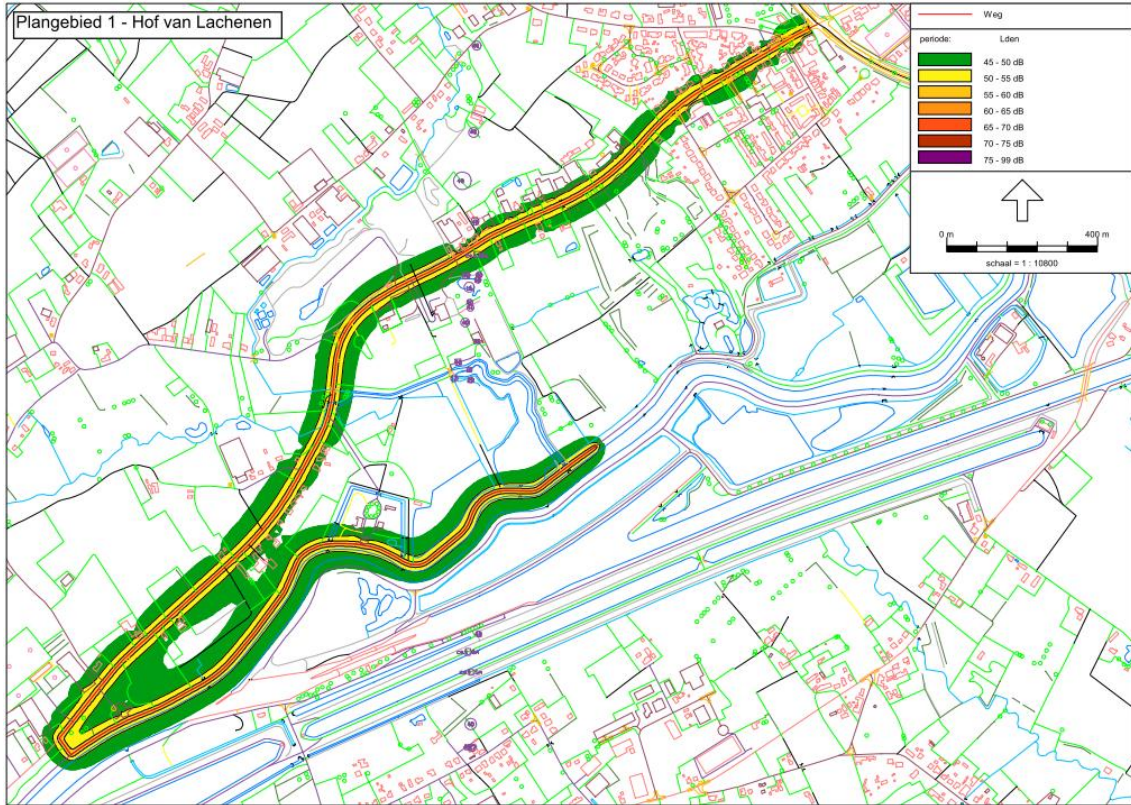 Plangebied 1 - Hof van Lachenen
Weg
periode: Lden
45 - 50 dB
50 - 55 dB
55 - 60 dB
60 - 65 dB
65 - 70 dB
70 - 75 dB
75 - 99 dB
0 m 400 m
schaal = 1 : 10800